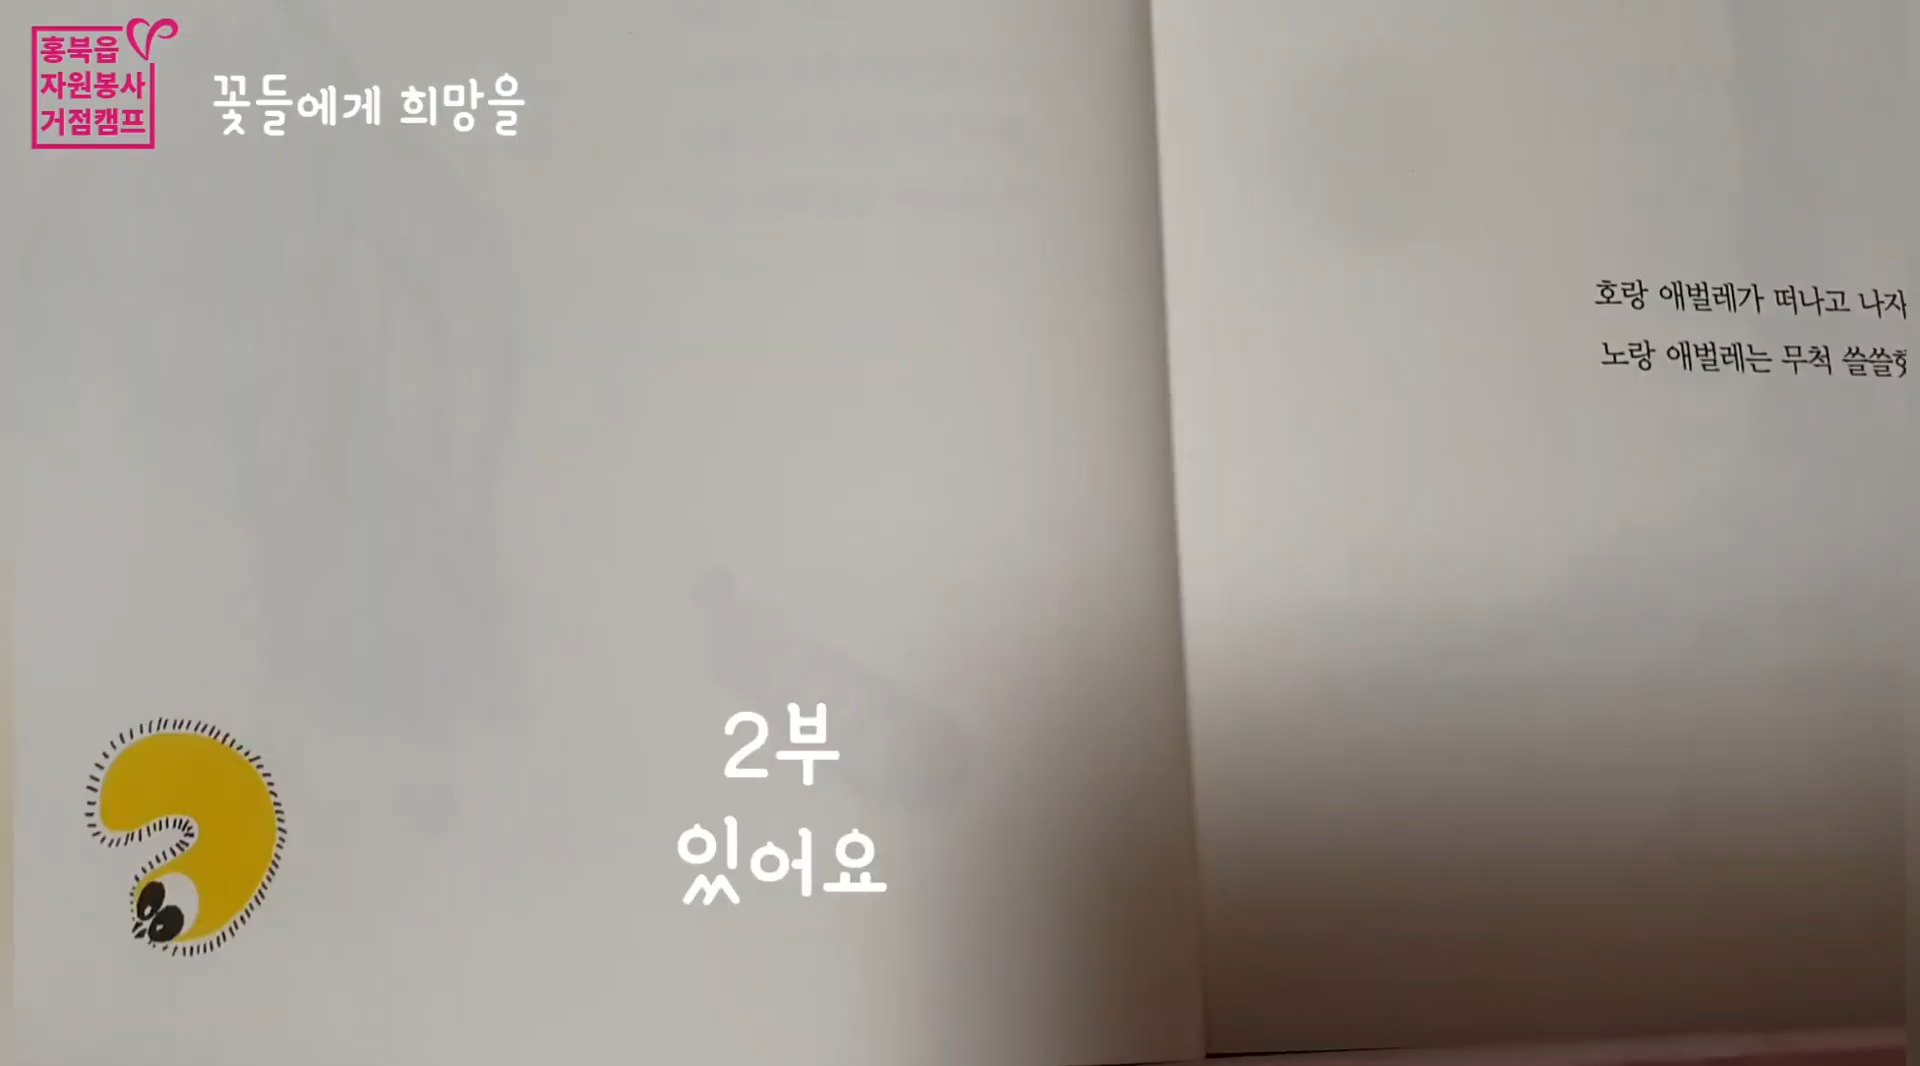 홍북읍
자원봉사
거점캠프
꽃들에게 희망을
호랑 애벌레가 떠나고 나자
노랑 애벌레는 무척
2부
있어요